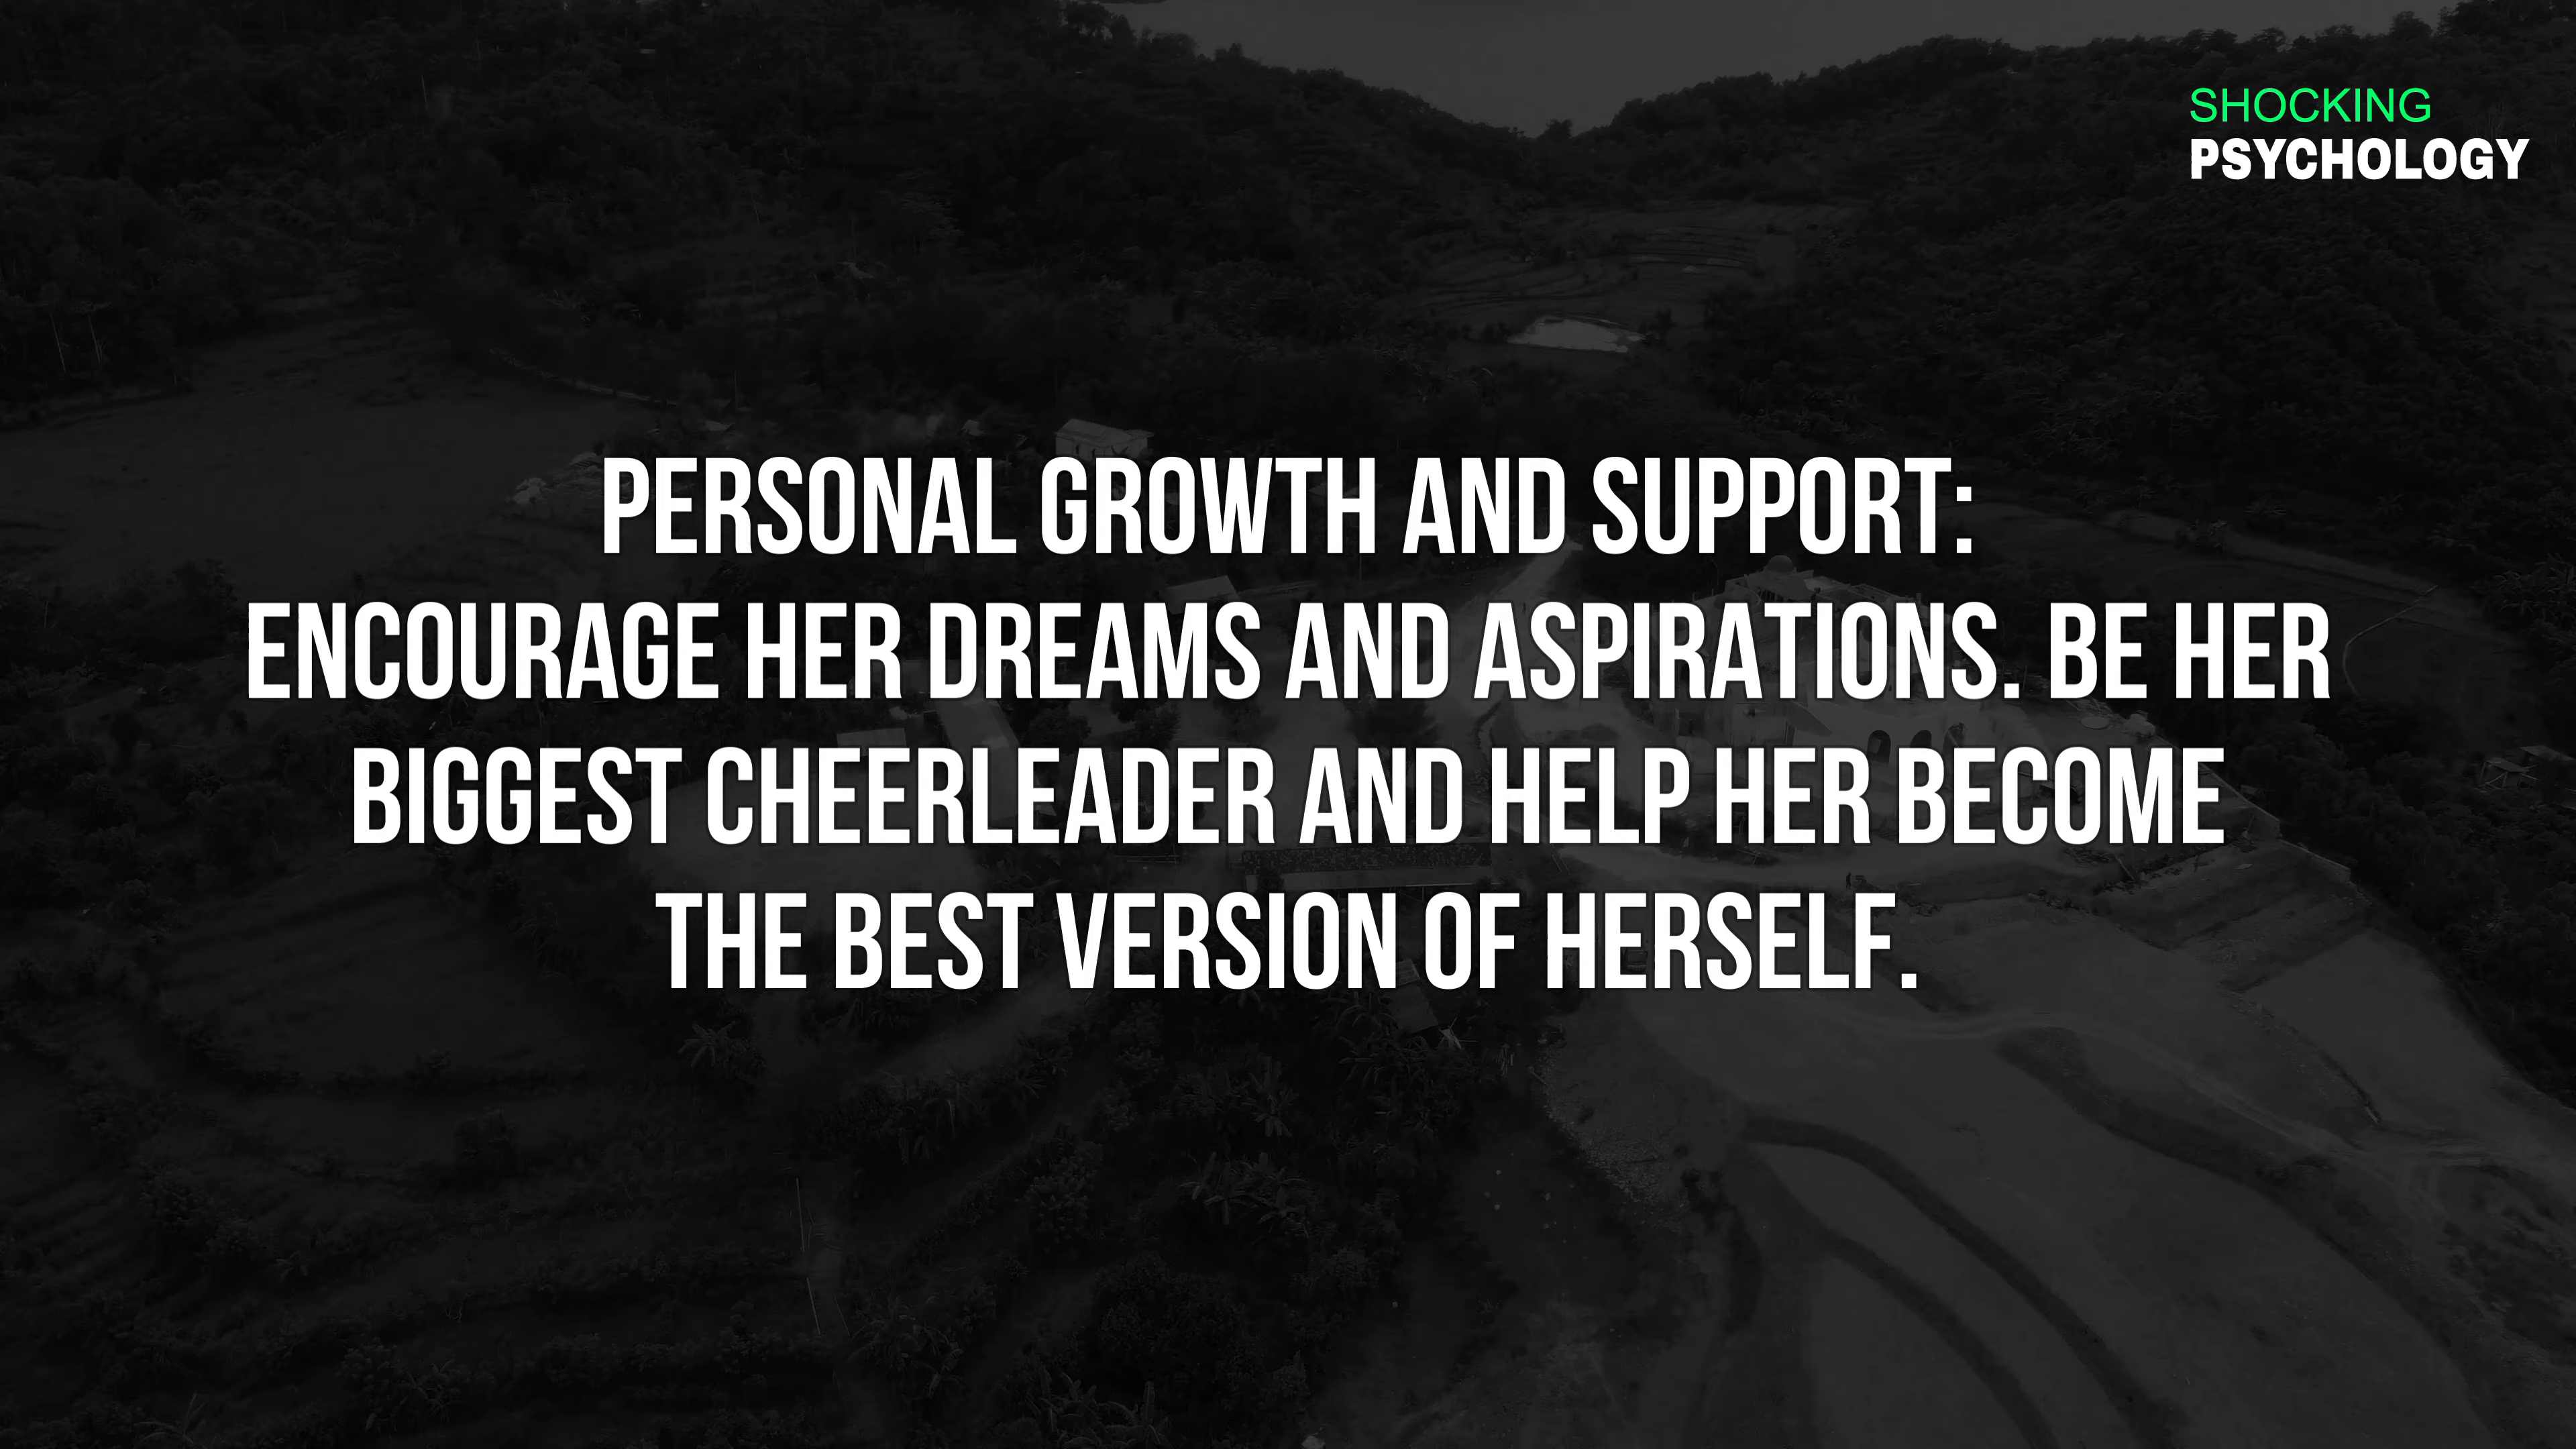 SHOCKING
PSYCHOLOGY
PERSONAL GROWTH AND SUPPORT:
ENCOURAGE HER DREAMS AND ASPIRATIONS. BE HER
BIGGEST CHEERLEADER AND HELP HER BECOME
THE BEST VERSION OF HERSELF.